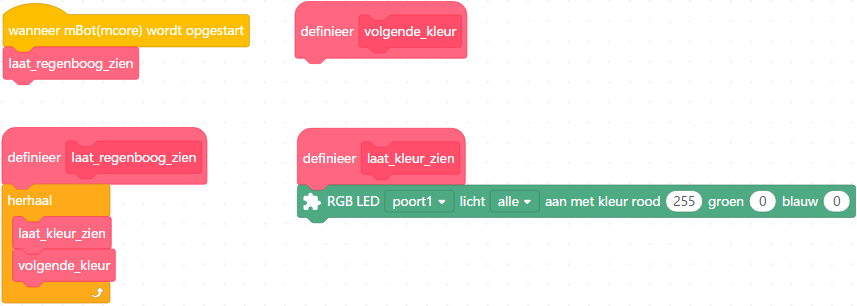 wanneer mBot(mcore) wordt opgestart
laat_regenboog_zien
definieer volgende_kleur
definieer laat_regenboog_zien
herhaal
laat_kleur_zien
volgende_kleur
definieer laat_kleur_zien
RGB LED poort1 licht alle aan met kleur rood 255 groen 0 blauw 0